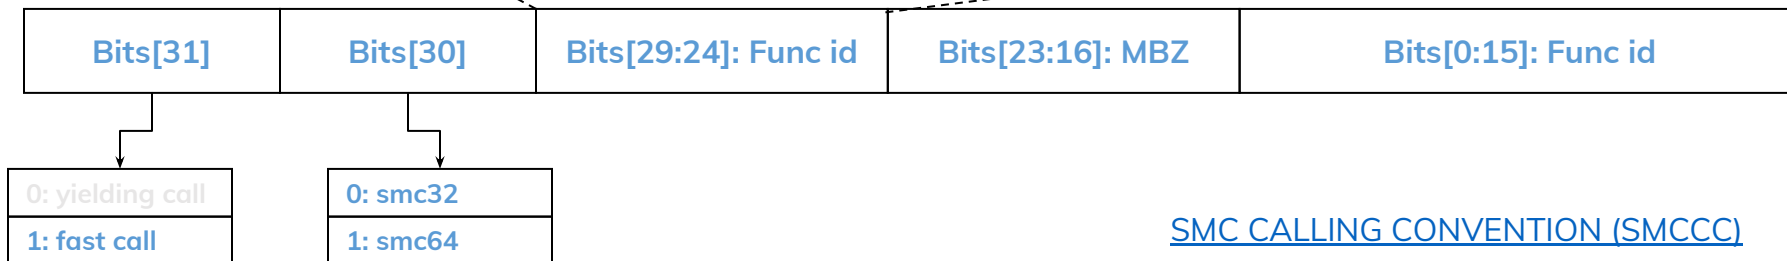 Bits[31] Bits[30] Bits[29:24]: Func id Bits[23:16]: MBZ Bits[0:15]: Func id
0: yielding call 0: smc32
1: fast call 1: smc64
SMC CALLING CONVENTION (SMCCC)